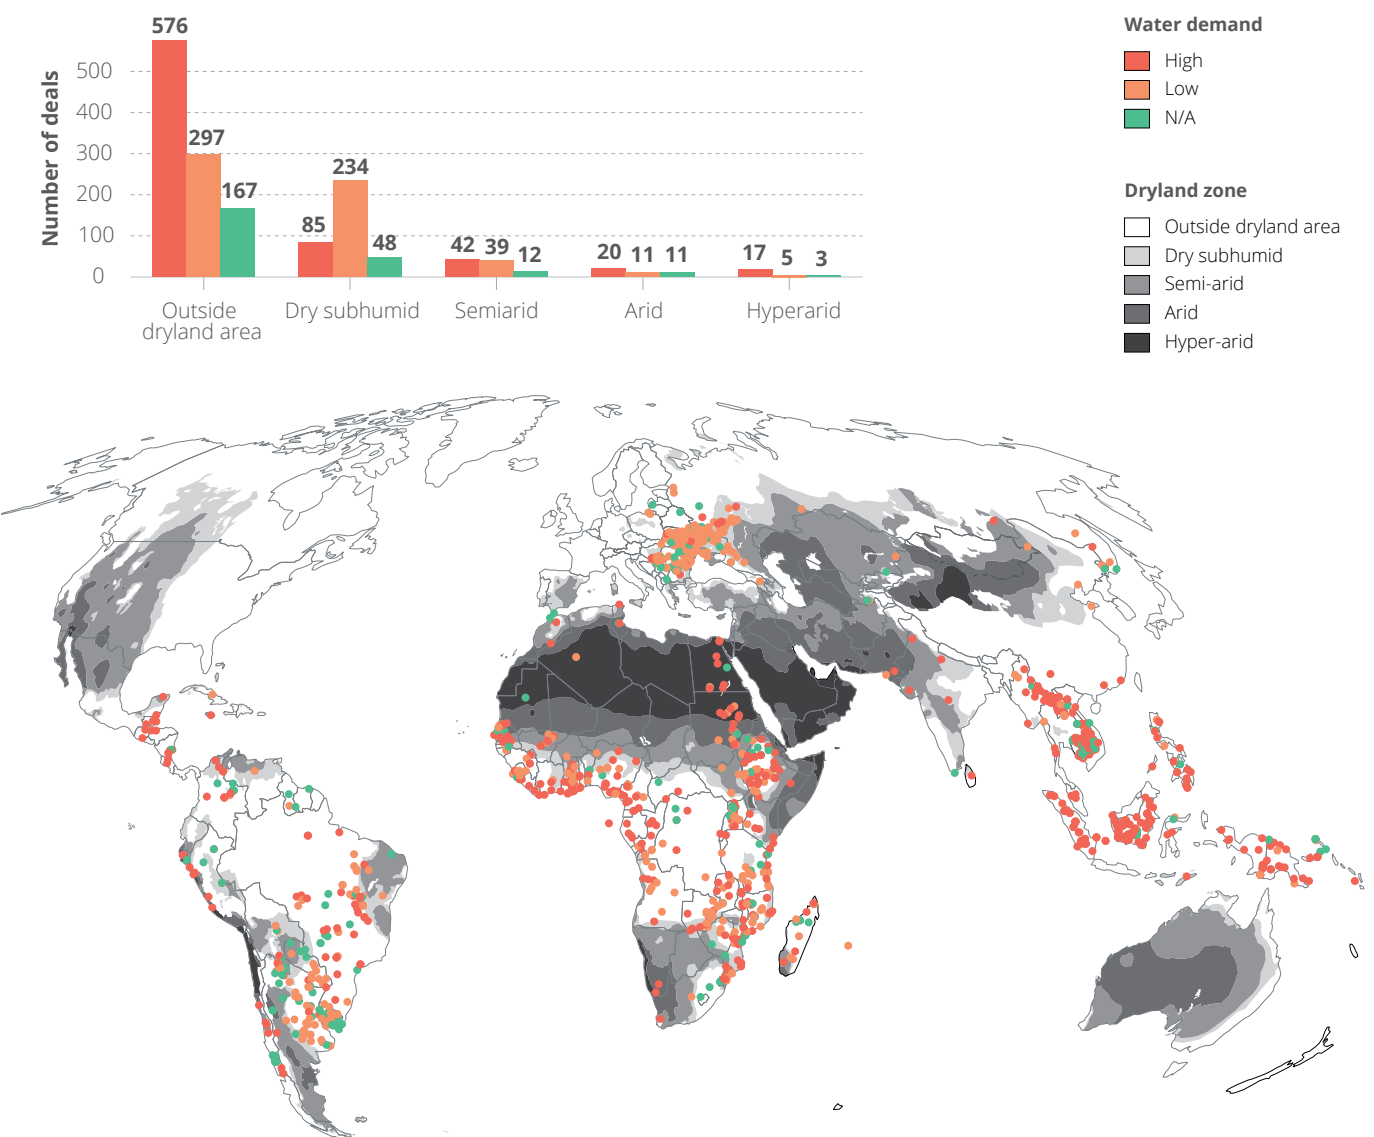 576
500
400
300
200
100
0
Number of deals
297
167
85
234
48
42
39
12
20
11
11
17
5
3
Outside
dryland area
Dry subhumid
Semiarid
Arid
Hyperarid
Water demand
High
Low
N/A
Dryland zone
Outside dryland area
Dry subhumid
Semi-arid
Arid
Hyper-arid